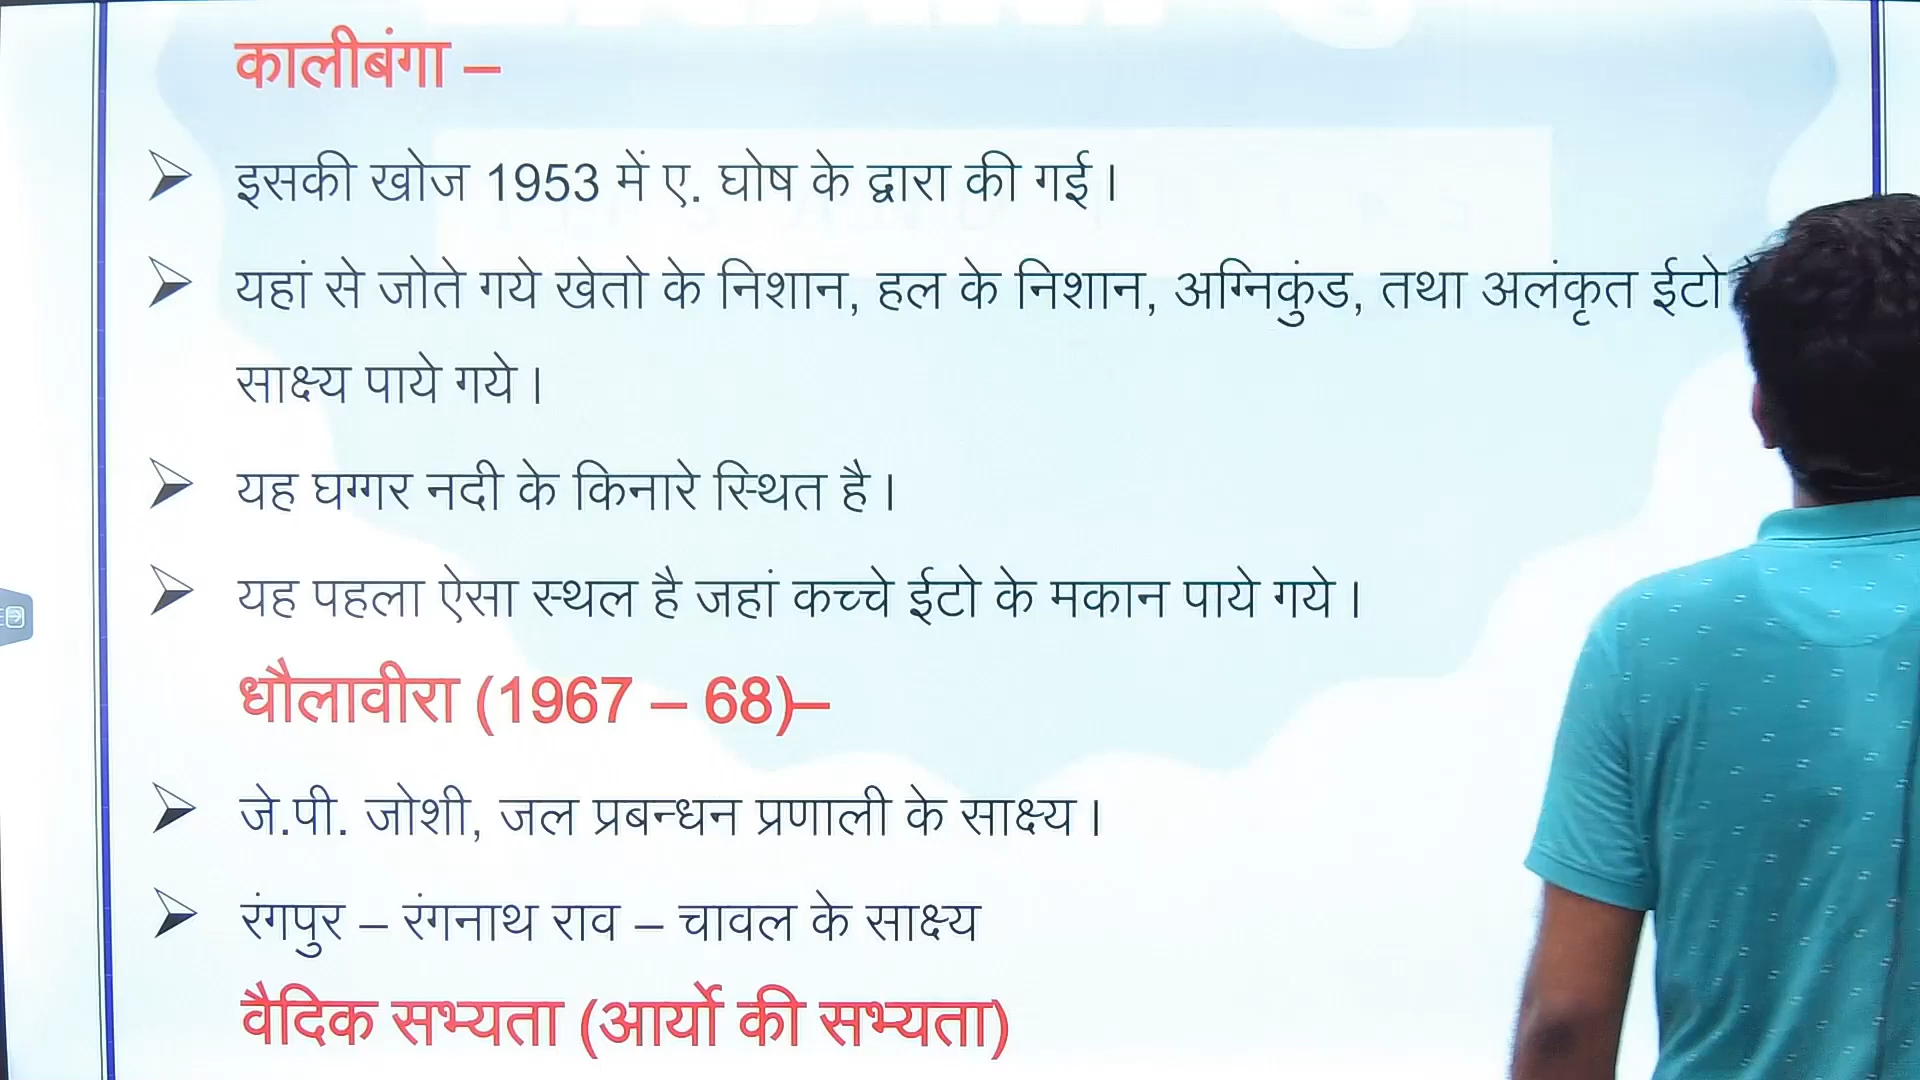 कालीबंगा –
इसकी खोज 1953 में ए. घोष के द्वारा की गई।
यहां से जोते गये खेतो के निशान, हल के निशान, अग्निकुंड, तथा अलंकृत ईटो
साक्ष्य पाये गये।
यह घग्गर नदी के किनारे स्थित है।
यह पहला ऐसा स्थल है जहां कच्चे ईटो के मकान पाये गये।
धौलावीरा (1967 – 68)–
जे.पी. जोशी, जल प्रबन्धन प्रणाली के साक्ष्य।
रंगपुर – रंगनाथ राव – चावल के साक्ष्य
वैदिक सभ्यता (आर्यो की सभ्यता)